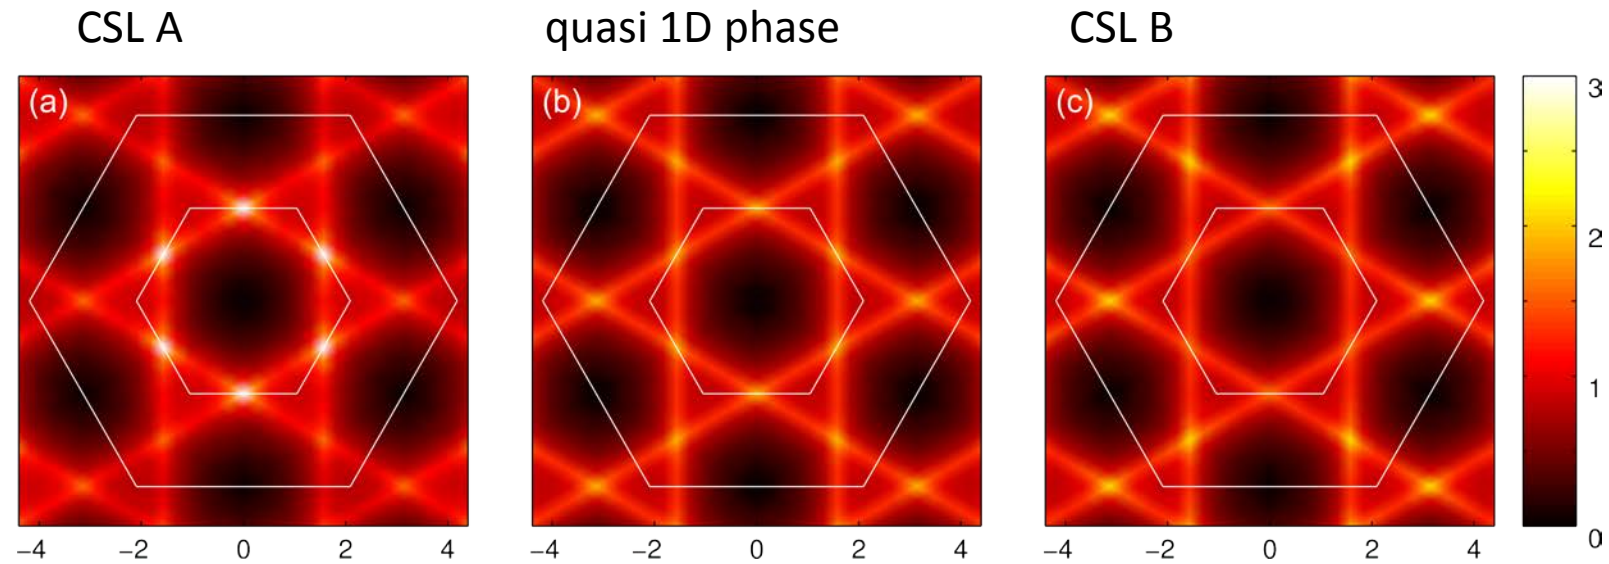 CSL A
quasi 1D phase
CSL B
(a)
(b)
(c)
3
2
1
0
−4 −2 0 2 4
−4 −2 0 2 4
−4 −2 0 2 4